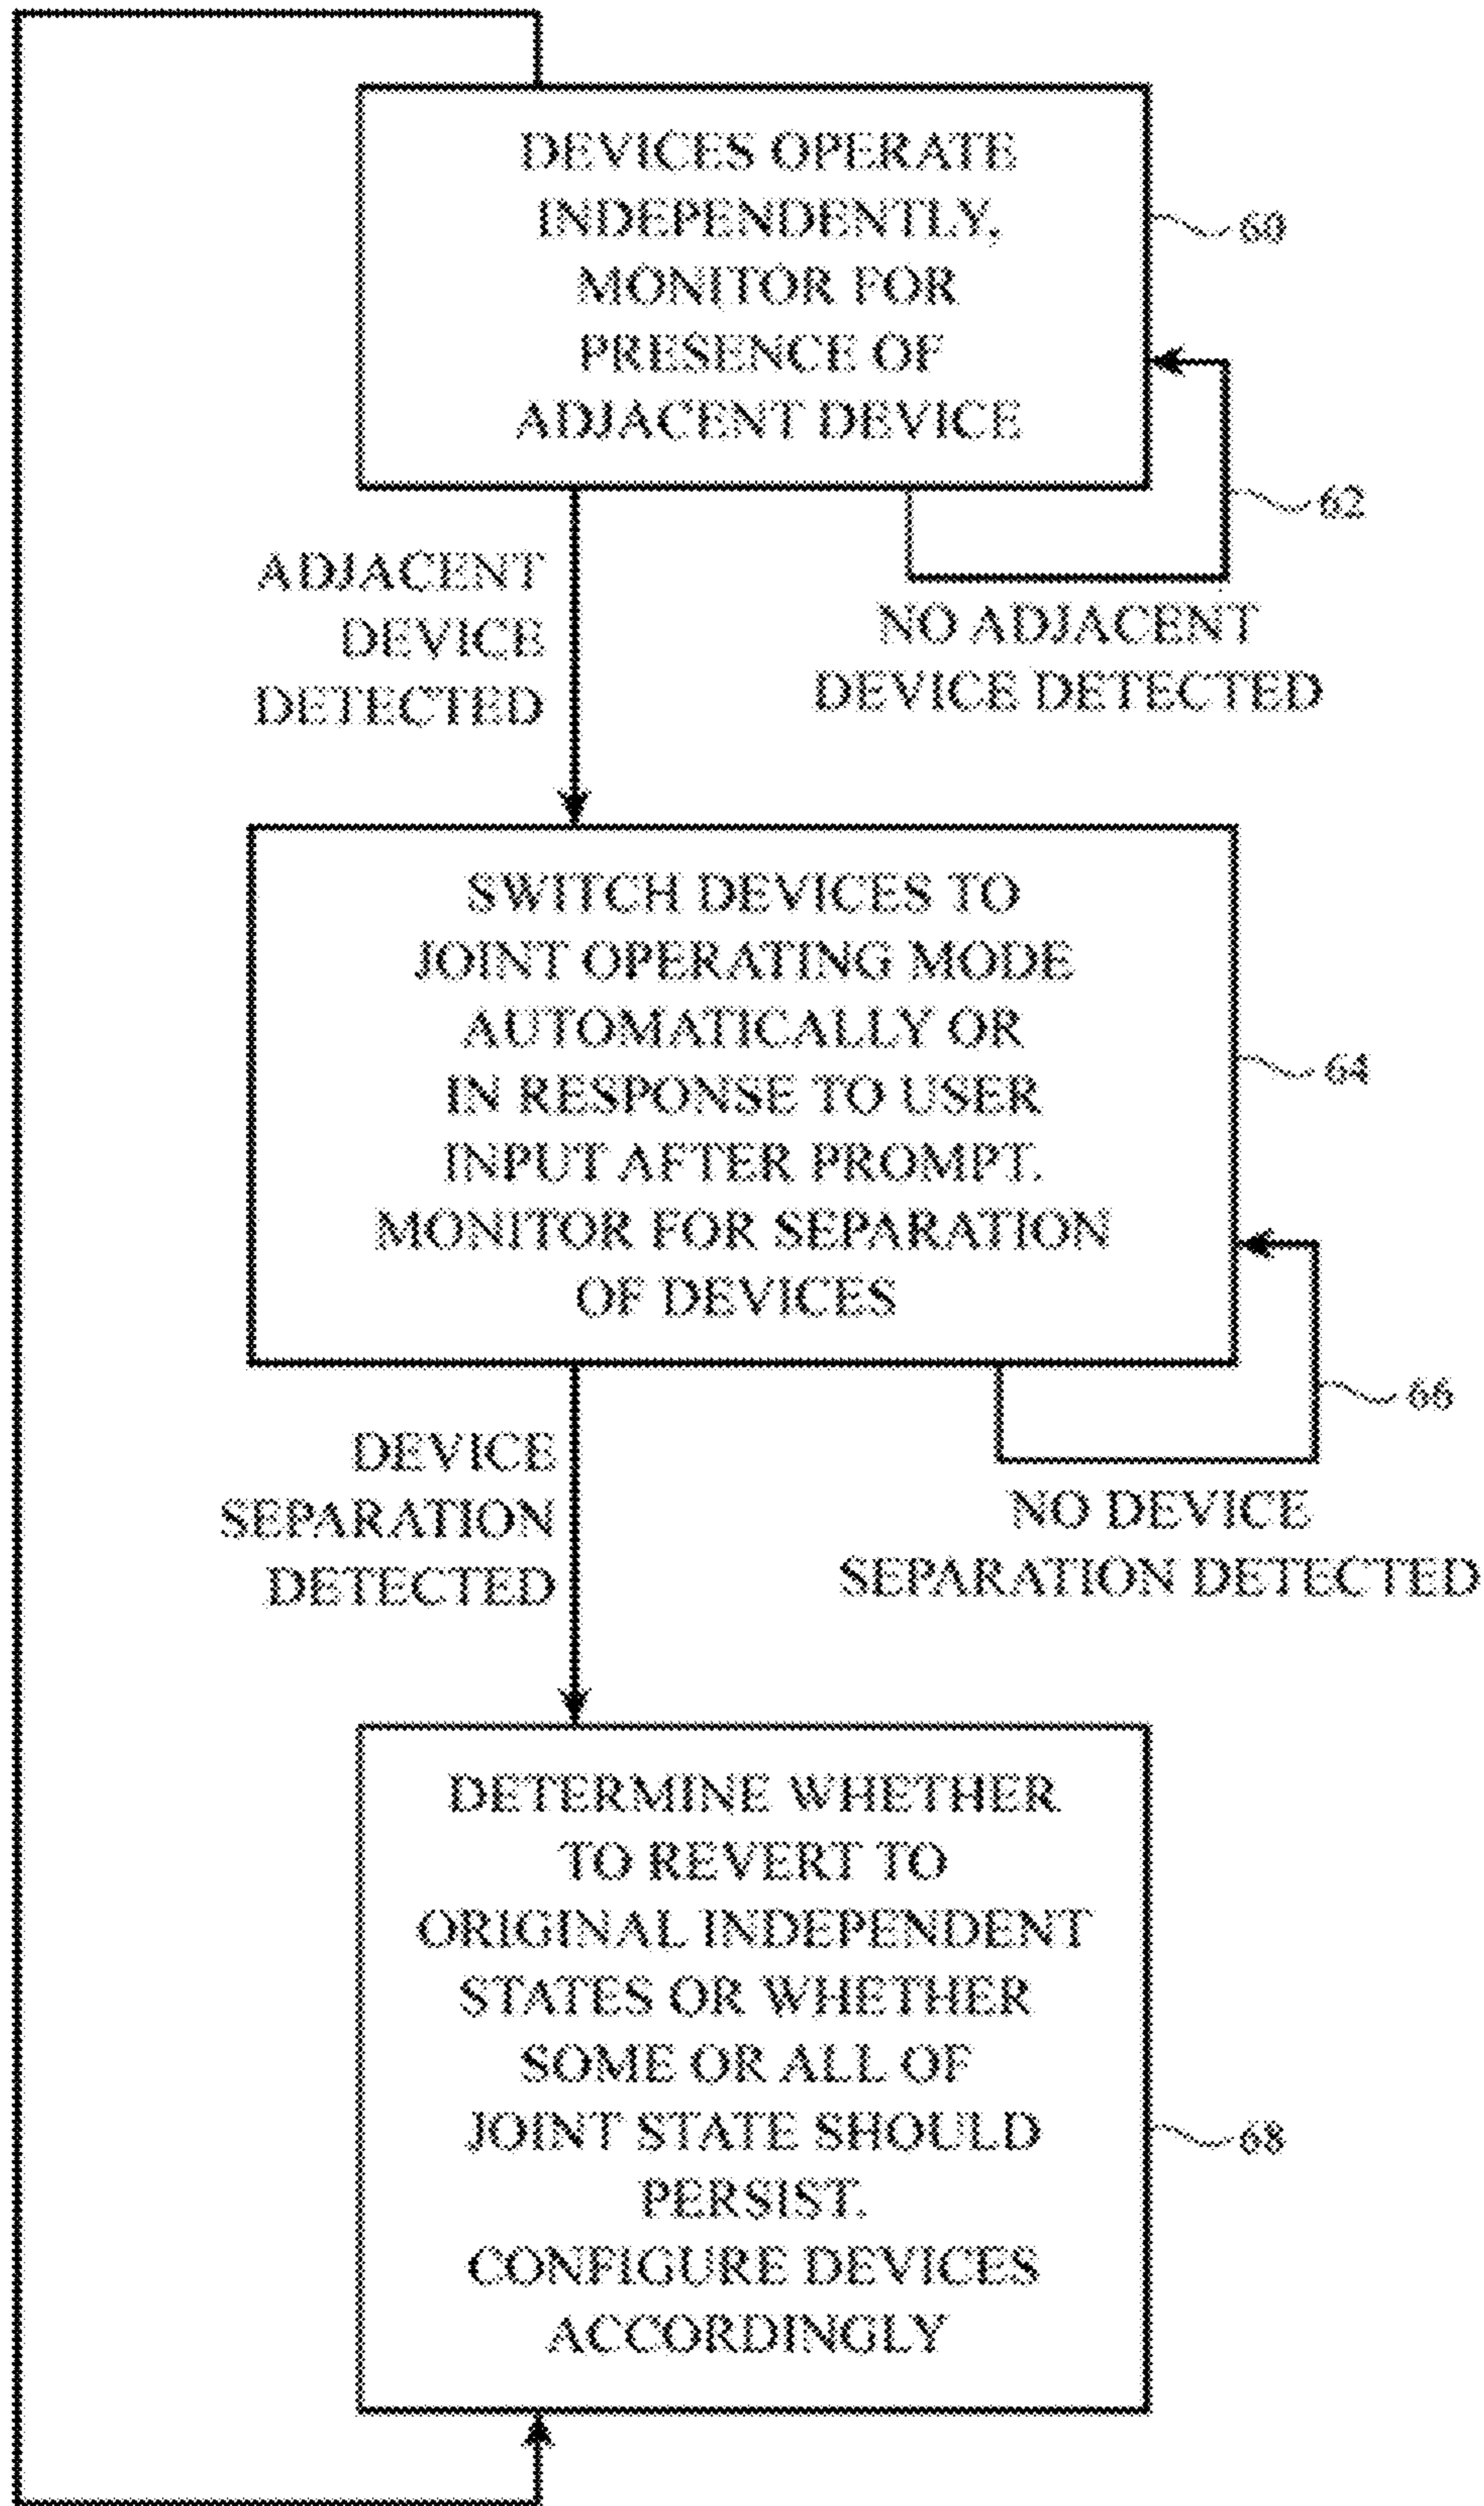 DEVICES OPERATE
INDEPENDENTLY,
MONITOR FOR
PRESENCE OF
ADJACENT DEVICE
60
62
ADJACENT
DEVICE
DETECTED
NO ADJACENT
DEVICE DETECTED
SWITCH DEVICES TO
JOINT OPERATING MODE
AUTOMATICALLY OR
IN RESPONSE TO USER
INPUT AFTER PROMPT.
MONITOR FOR SEPARATION
OF DEVICES
64
66
DEVICE
SEPARATION
DETECTED
NO DEVICE
SEPARATION DETECTED
DETERMINE WHETHER
TO REVERT TO
ORIGINAL INDEPENDENT
STATES OR WHETHER
SOME OR ALL OF
JOINT STATE SHOULD
PERSIST.
CONFIGURE DEVICES
ACCORDINGLY
68